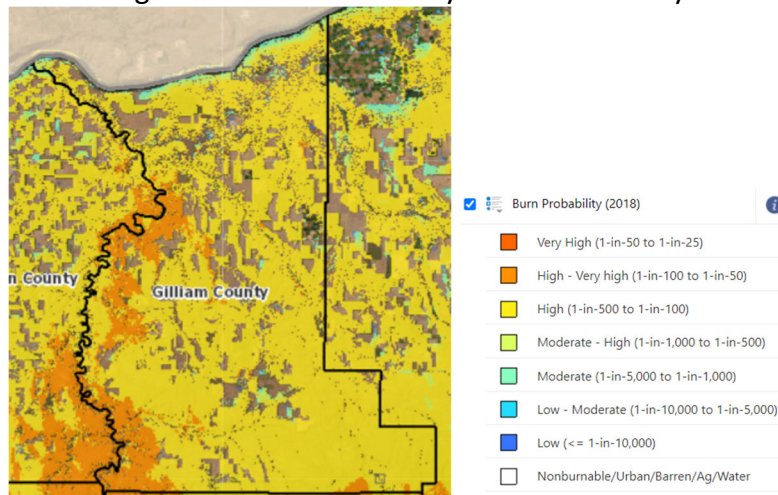 n County
Gilliam County
Burn Probability (2018)
Very High (1-in-50 to 1-in-25)
High - Very high (1-in-100 to 1-in-50)
High (1-in-500 to 1-in-100)
Moderate - High (1-in-1,000 to 1-in-500)
Moderate (1-in-5,000 to 1-in-1,000)
Low - Moderate (1-in-10,000 to 1-in-5,000)
Low (<= 1-in-10,000)
Nonburnable/Urban/Barren/Ag/Water